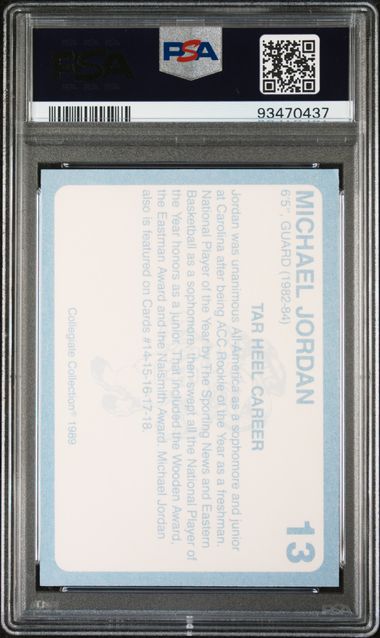 PSA
PSA
93470437
MICHAEL JORDAN
13
6'5", GUARD (1982-84)
TAR HEEL CAREER
Jordan was unanimous All-America as a sophomore and junior
at Carolina after being ACC Rookie of the Year as a freshman.
National Player of the Year by The Sporting News and Eastern
Basketball as a sophomore, then swept all the National Player of
the Year honors as a junior. That included the Wooden Award,
the Eastman Award and the Naismith Award. Michael Jordan
also is featured on Cards #14-15-16-17-18.
Collegiate Collection® 1989
PSA